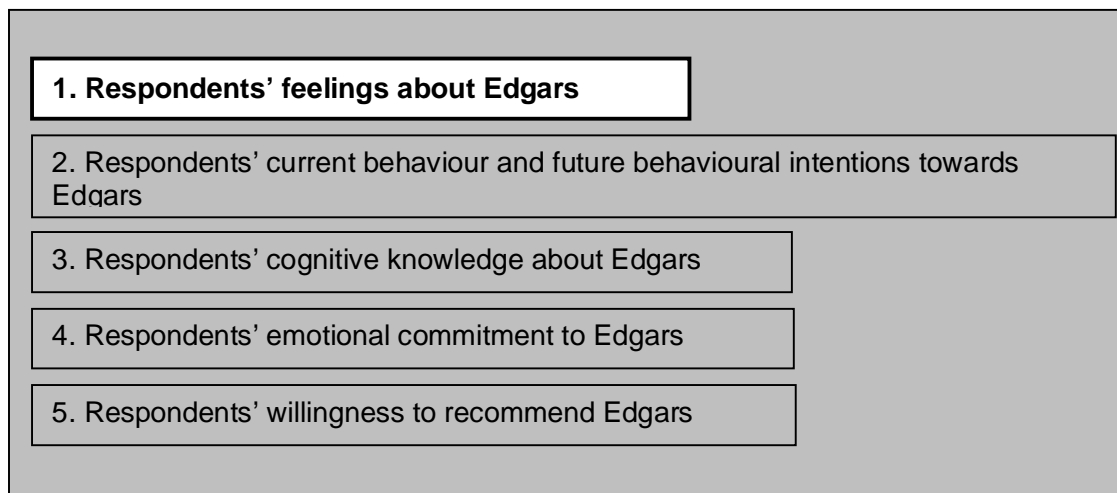 1. Respondents’ feelings about Edgars
2. Respondents’ current behaviour and future behavioural intentions towards
Edgars
3. Respondents’ cognitive knowledge about Edgars
4. Respondents’ emotional commitment to Edgars
5. Respondents’ willingness to recommend Edgars